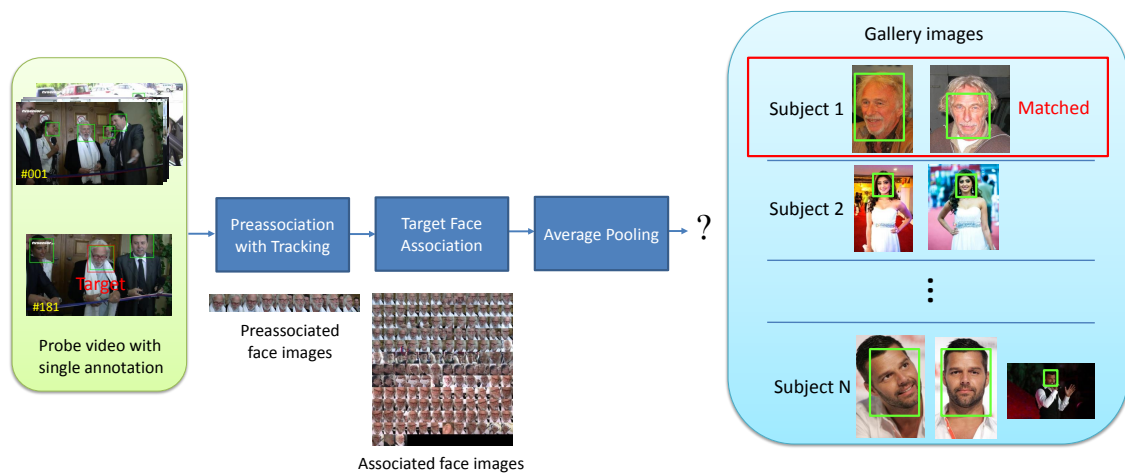 Gallery images
Subject 1
Matched
Subject 2
Subject N
#001
Target
#181
Probe video with
single annotation
Preassociation
with Tracking
Target Face
Association
Average Pooling
?
Preassociated
face images
Associated face images